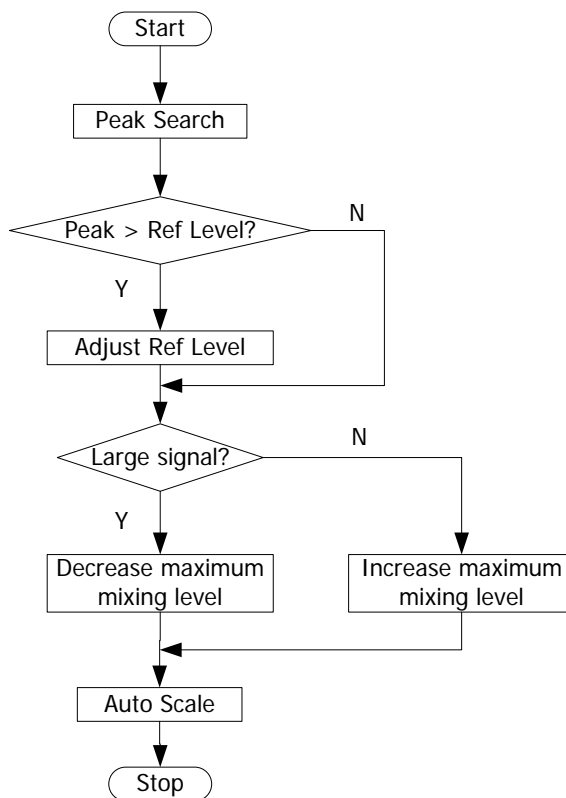 Start
Peak Search
Peak > Ref Level?
N
Y
Adjust Ref Level
Large signal?
N
Y
Decrease maximum
mixing level
Increase maximum
mixing level
Auto Scale
Stop